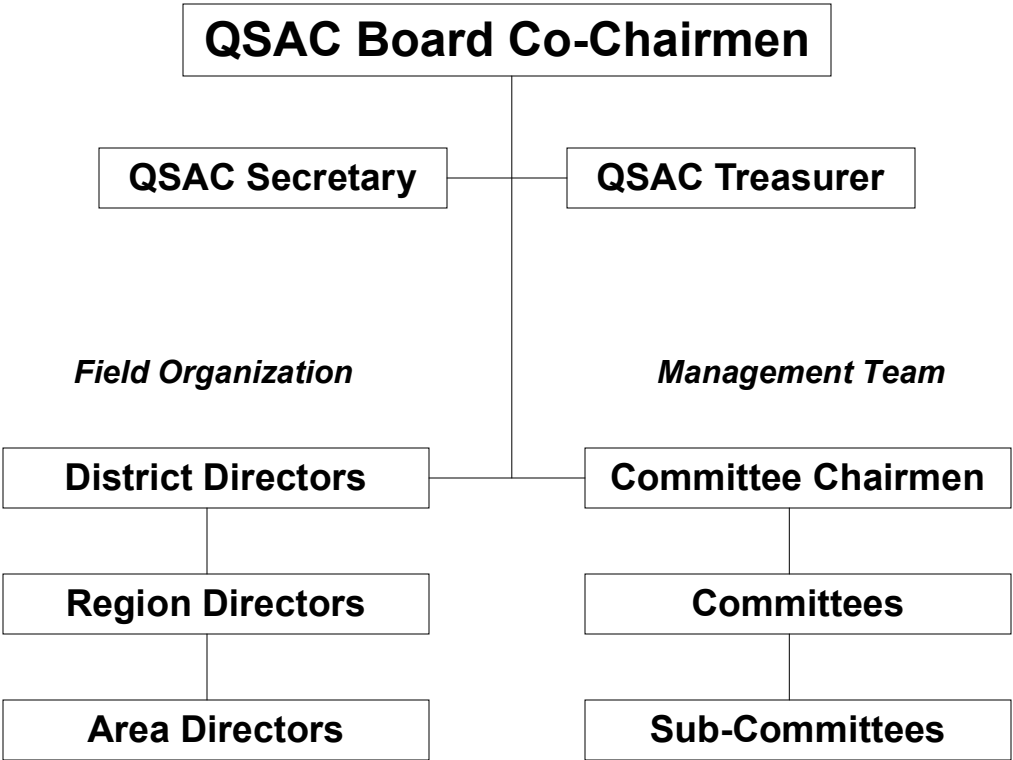 QSAC Board Co-Chairmen
QSAC Secretary
QSAC Treasurer
Field Organization
Management Team
District Directors
Committee Chairmen
Region Directors
Committees
Area Directors
Sub-Committees